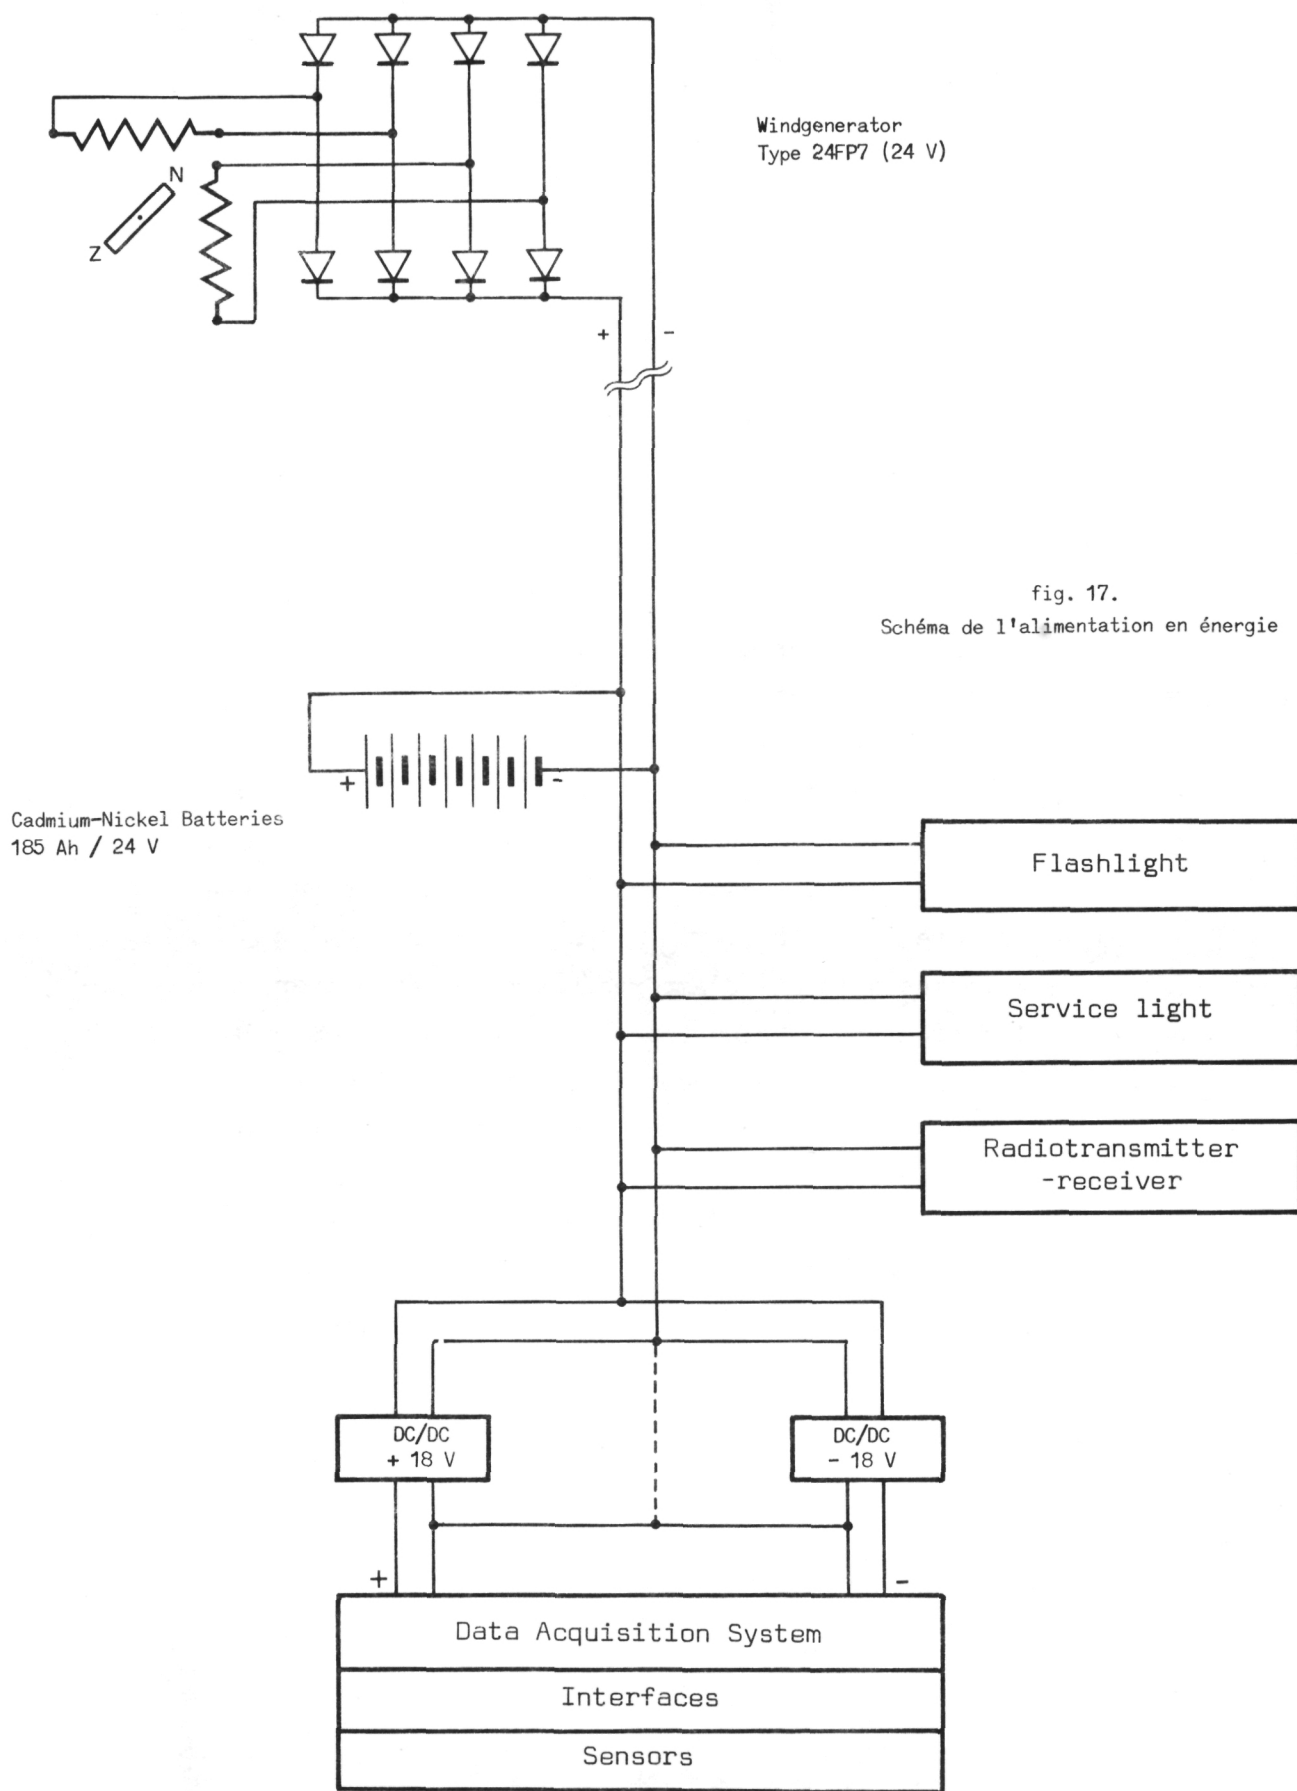 Windgenerator
Type 24FP7 (24 V)
N
Z
+
-
fig. 17.
Schéma de l'alimentation en énergie
+
-
Cadmium-Nickel Batteries
185 Ah / 24 V
Flashlight
Service light
Radiotransmitter
-receiver
DC/DC
+ 18 V
DC/DC
- 18 V
+
-
Data Acquisition System
Interfaces
Sensors